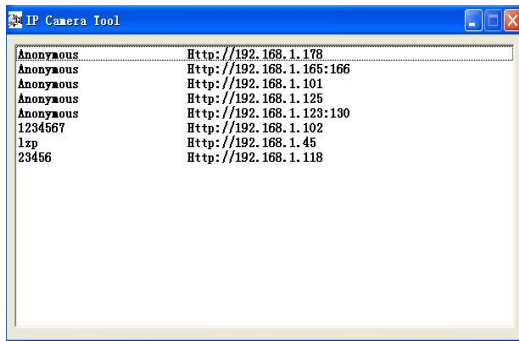 IP Camera Tool
Anonymous Http://192.168.1.178
Anonymous Http://192.168.1.165:166
Anonymous Http://192.168.1.101
Anonymous Http://192.168.1.125
Anonymous Http://192.168.1.123:130
1234567 Http://192.168.1.102
lzp Http://192.168.1.45
23456 Http://192.168.1.118